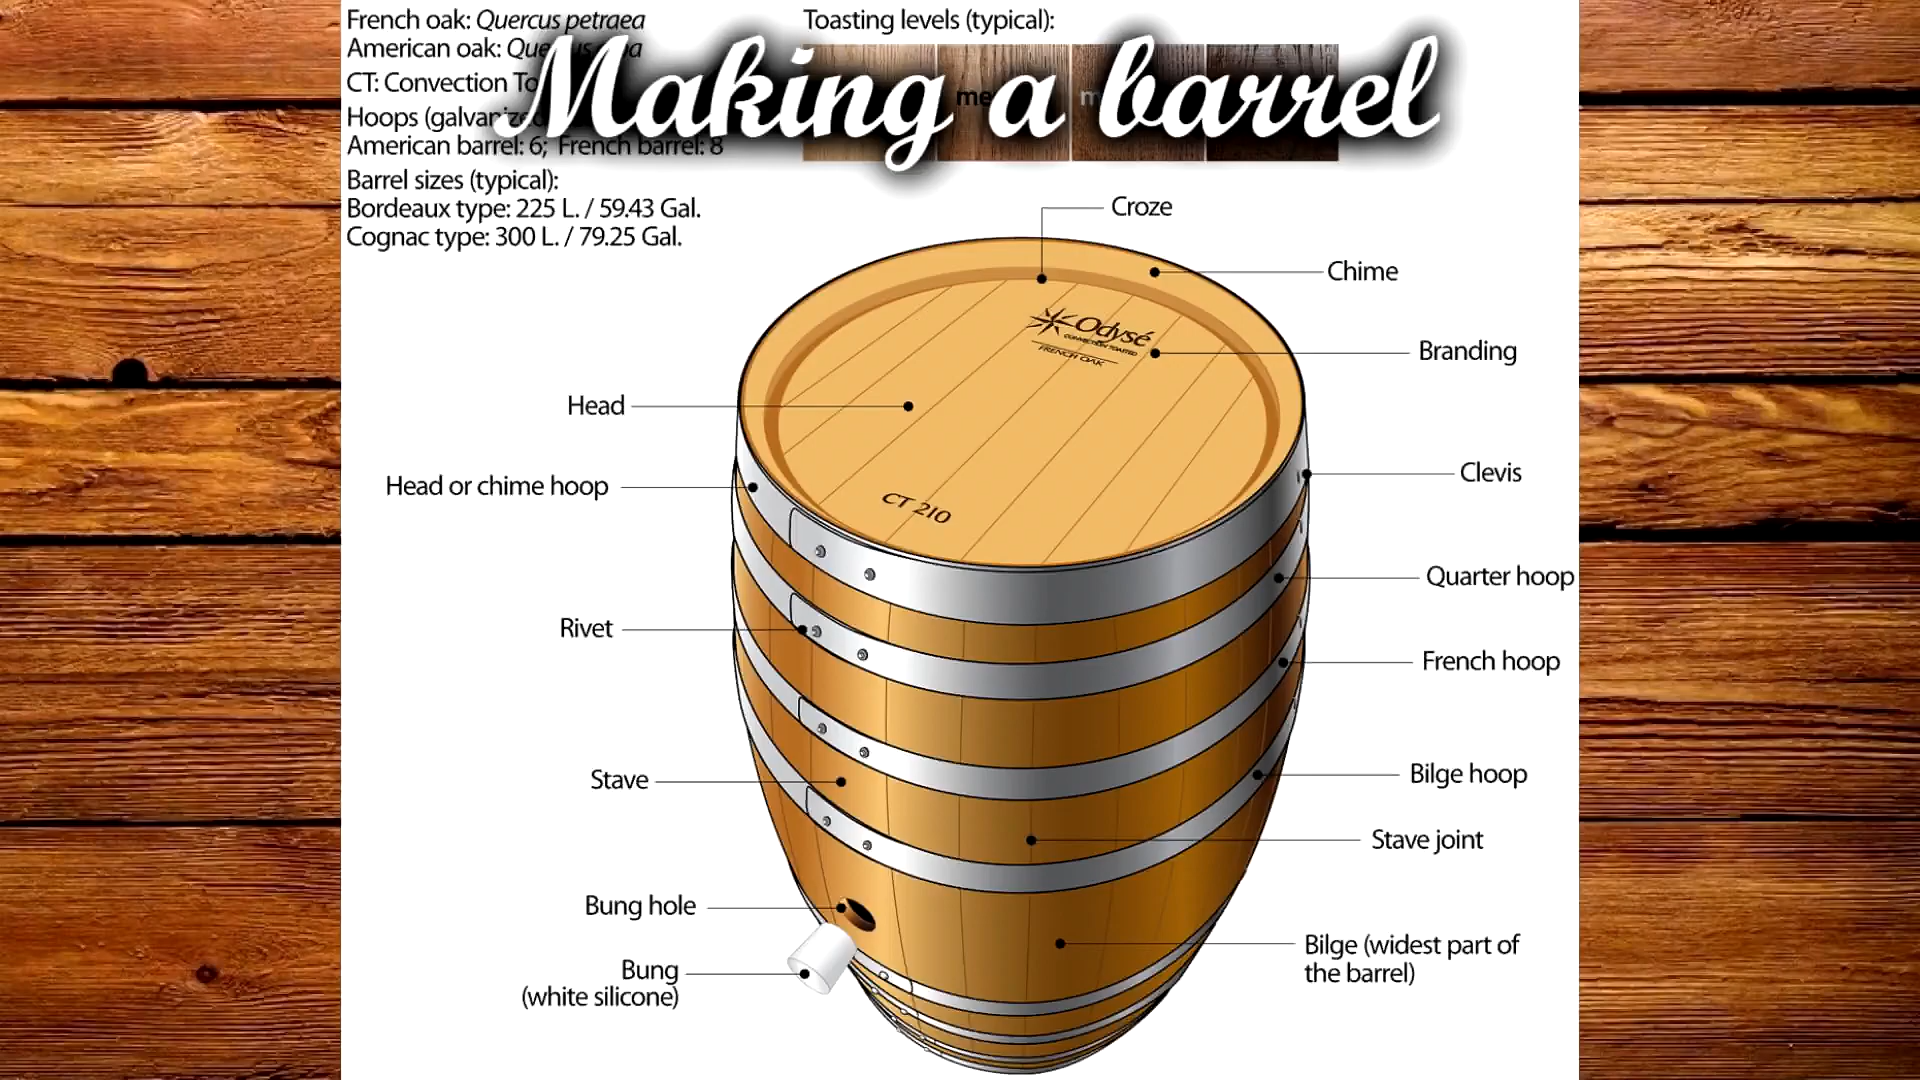 French oak: Quercus petraea
American oak:
CT: Convection
Hoops
American barrel: 6; French barrel: 8
Barrel sizes (typical):
Bordeaux type: 225 L. / 59.43 Gal.
Cognac type: 300 L. / 79.25 Gal.
Toasting levels (typical):
Making a barrel
Croze
Chime
Odysé
CONVECTION TOASTED
FRENCH OAK
Branding
Head
Clevis
Head or chime hoop
CT 210
Quarter hoop
Rivet
French hoop
Stave
Bilge hoop
Stave joint
Bung hole
Bilge (widest part of
the barrel)
Bung
(white silicone)